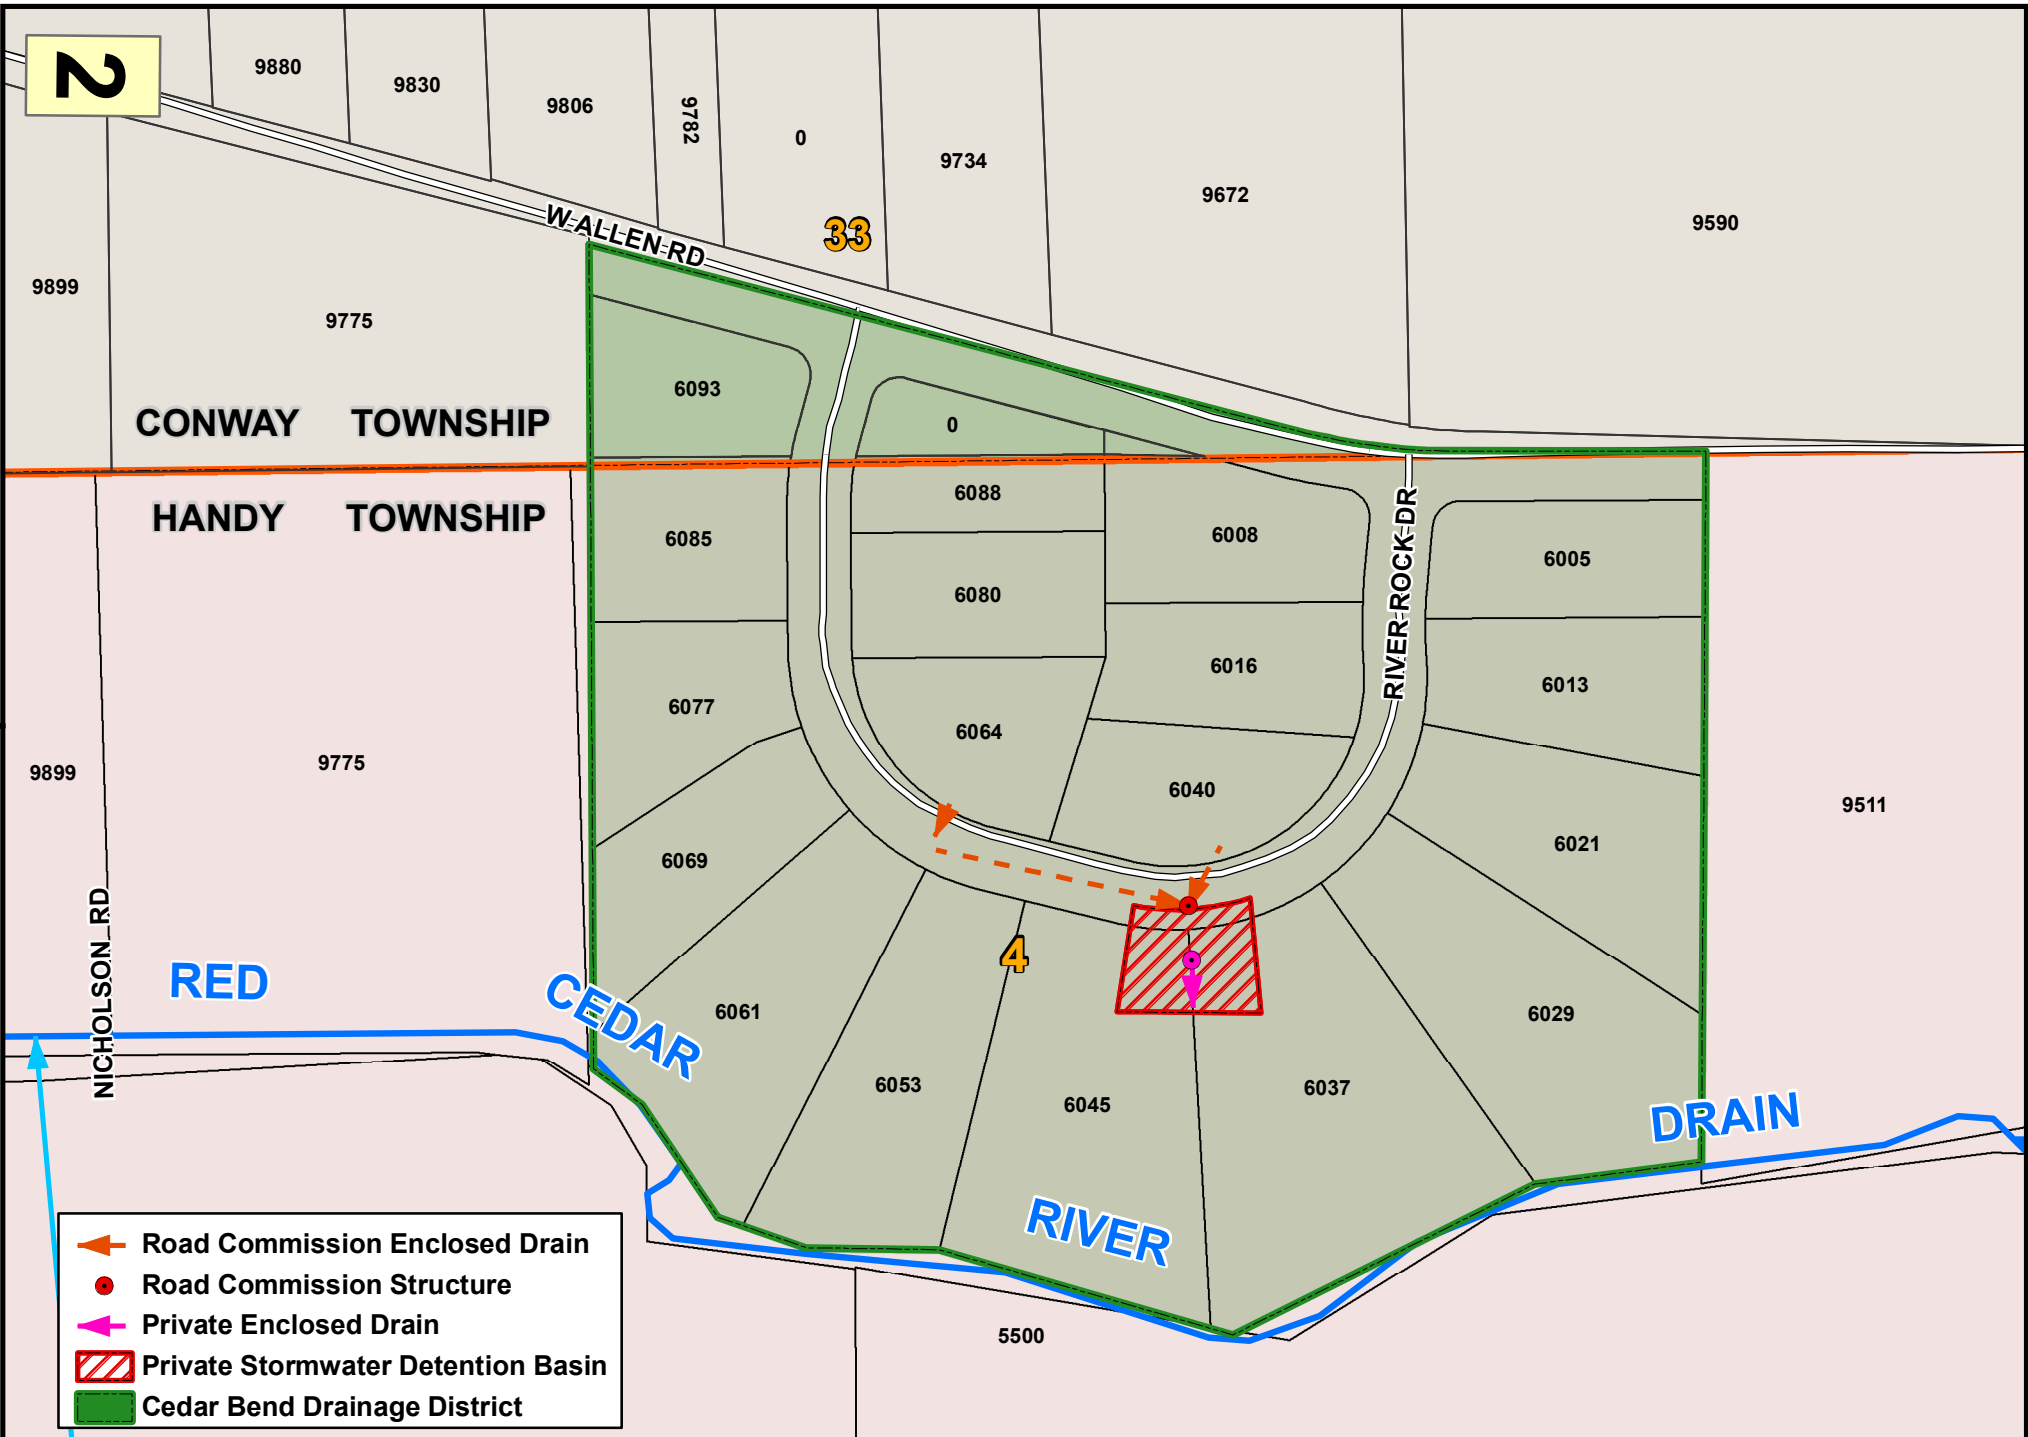 2
9880
9830
9806
9782
0
9734
9672
9590
W ALLEN RD
33
9899
9775
6093
0
CONWAY TOWNSHIP
HANDY TOWNSHIP
6088
6085
6008
6005
6080
RIVER ROCK DR
6016
6013
6077
6064
9899
9775
6040
9511
6021
6069
NICHOLSON RD
4
RED
CEDAR
6061
6029
6053
6045
6037
DRAIN
RIVER
5500
Road Commission Enclosed Drain
Road Commission Structure
Private Enclosed Drain
Private Stormwater Detention Basin
Cedar Bend Drainage District